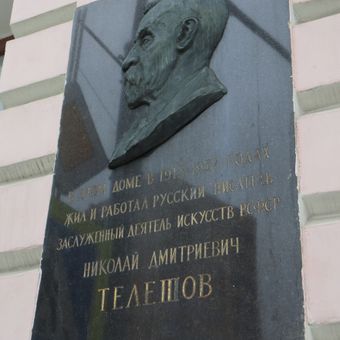 В ЭТОМ ДОМЕ В 1913-1957 ГОДАХ
ЖИЛ И РАБОТАЛ РУССКИЙ ПИСАТЕЛЬ
ЗАСЛУЖЕННЫЙ ДЕЯТЕЛЬ ИСКУССТВ РСФСР
НИКОЛАЙ ДМИТРИЕВИЧ
ТЕЛЕШОВ